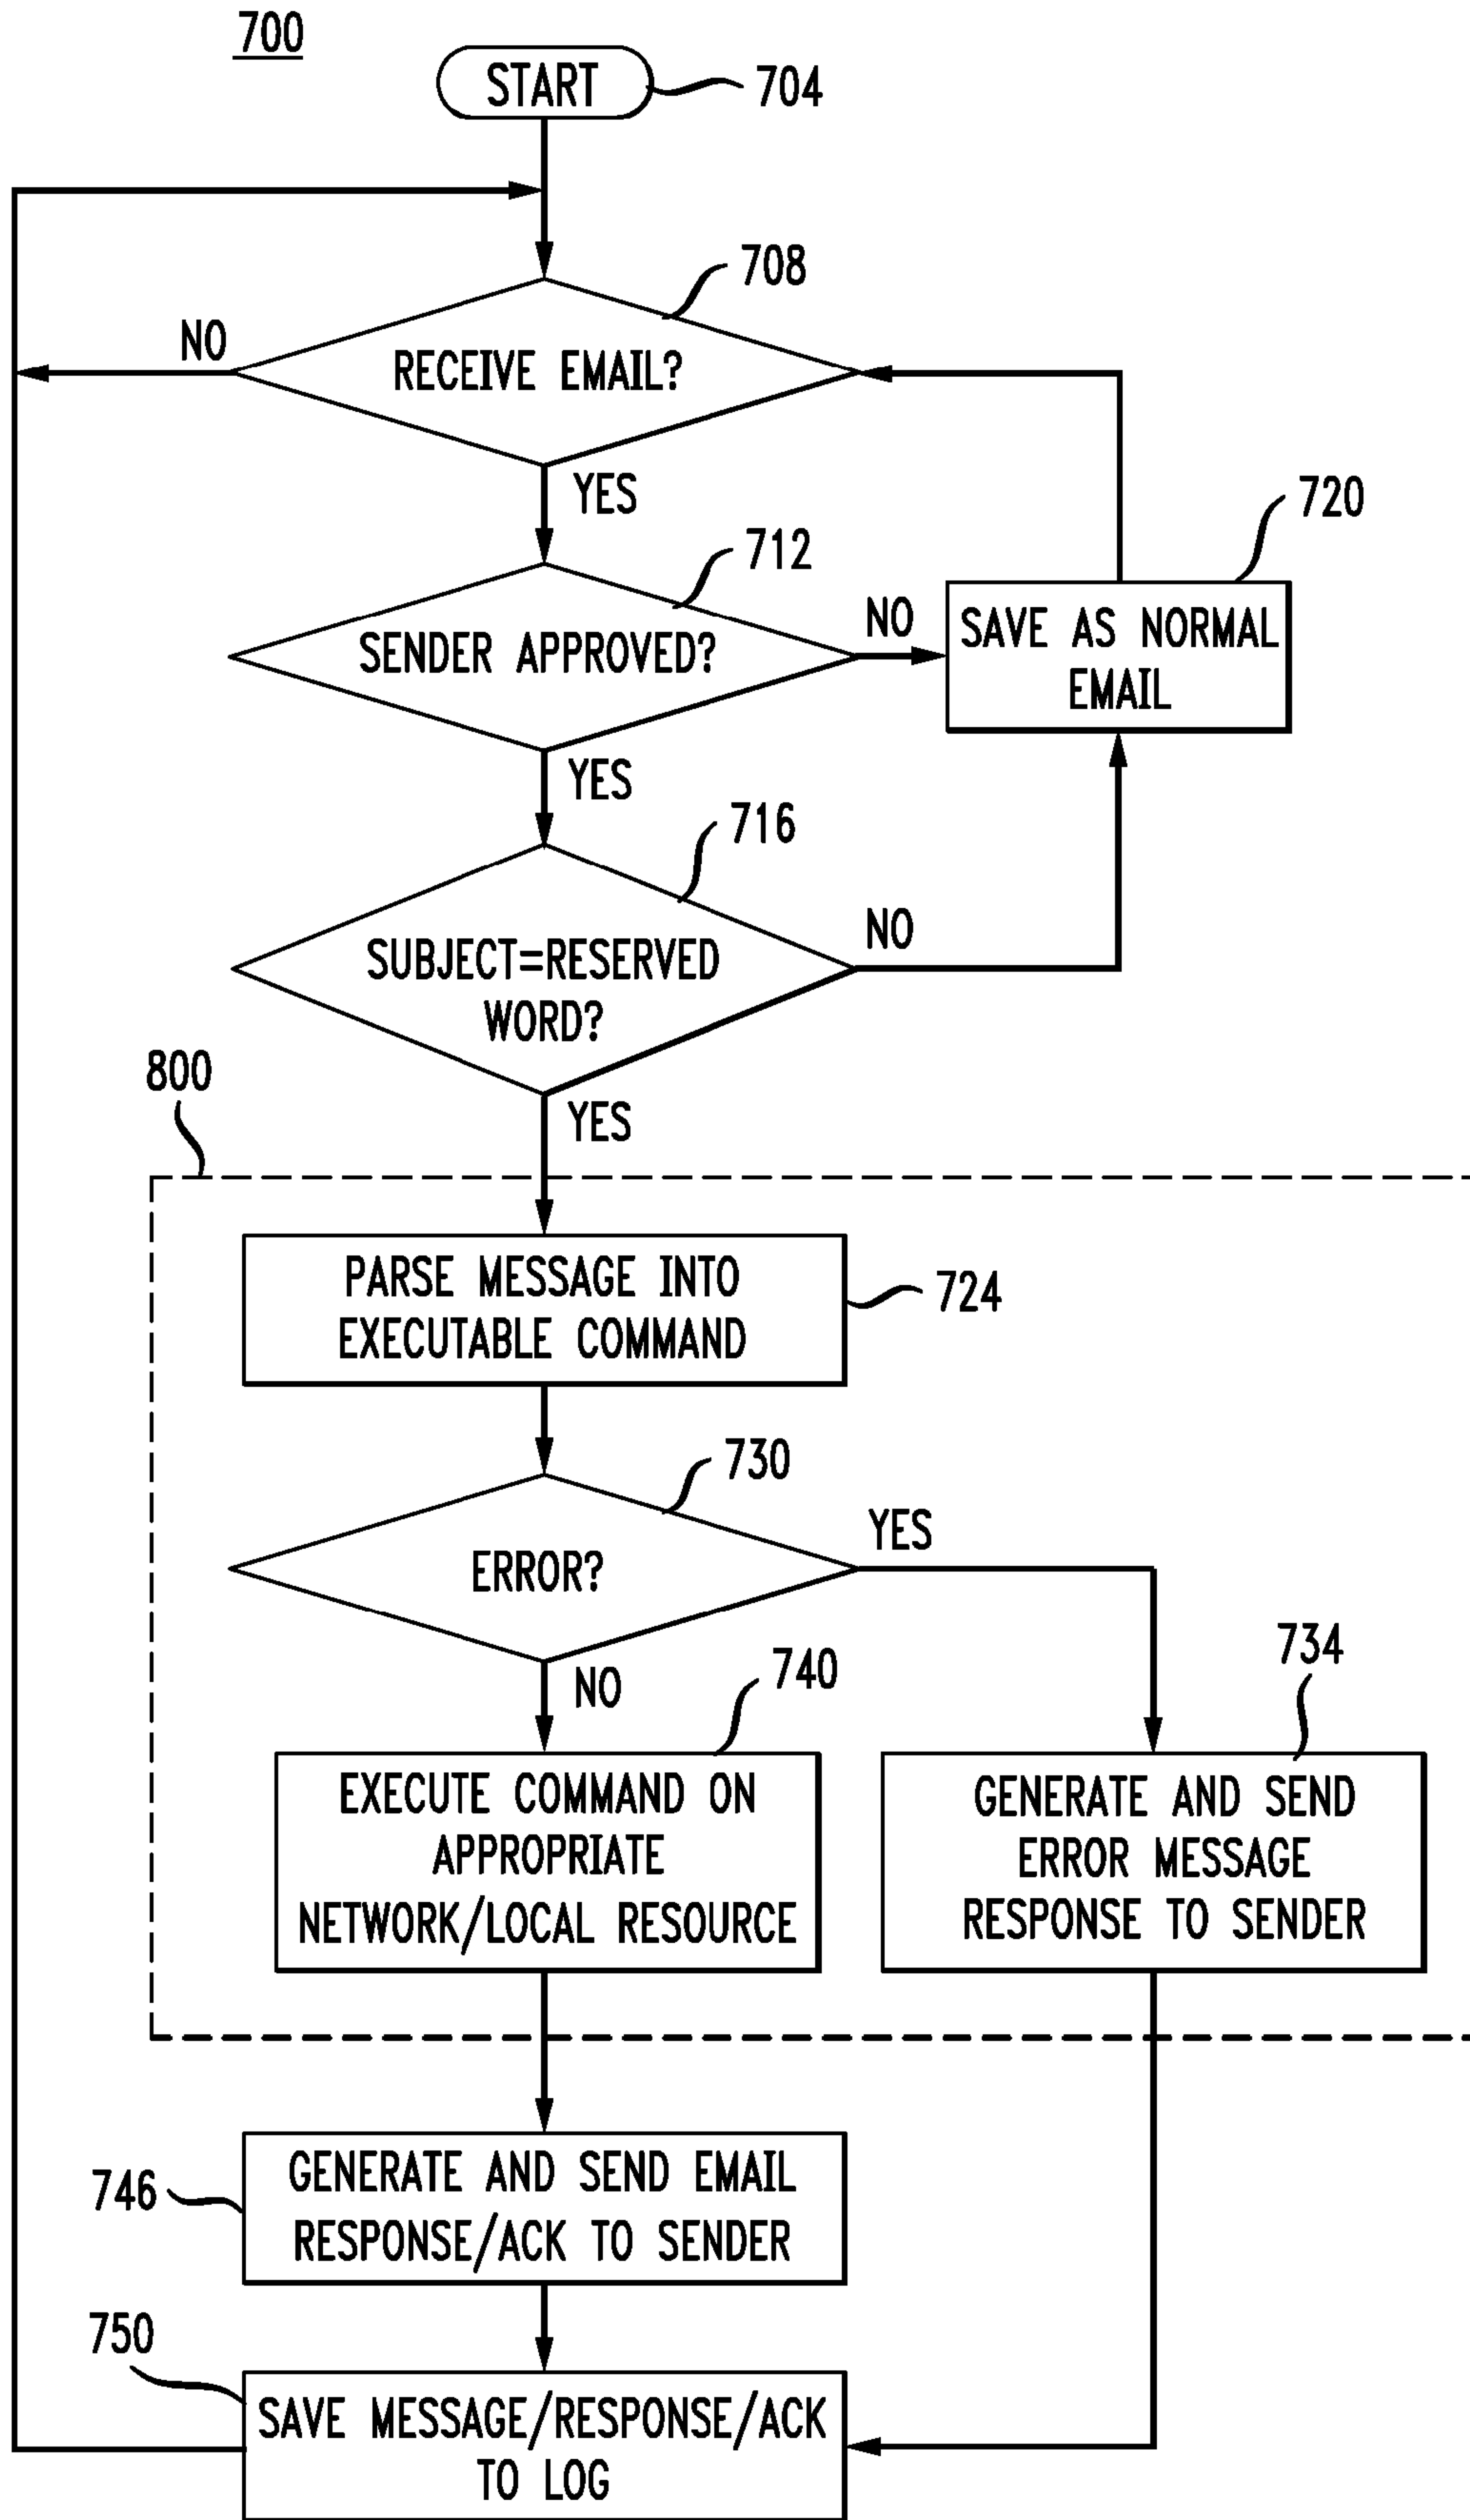 700
START
704
708
NO
RECEIVE EMAIL?
YES
720
712
NO
SAVE AS NORMAL
EMAIL
SENDER APPROVED?
YES
716
NO
SUBJECT=RESERVED
WORD?
800
YES
PARSE MESSAGE INTO
EXECUTABLE COMMAND
724
730
YES
ERROR?
734
740
NO
EXECUTE COMMAND ON
APPROPRIATE
NETWORK/LOCAL RESOURCE
GENERATE AND SEND
ERROR MESSAGE
RESPONSE TO SENDER
746
GENERATE AND SEND EMAIL
RESPONSE/ACK TO SENDER
750
SAVE MESSAGE/RESPONSE/ACK
TO LOG